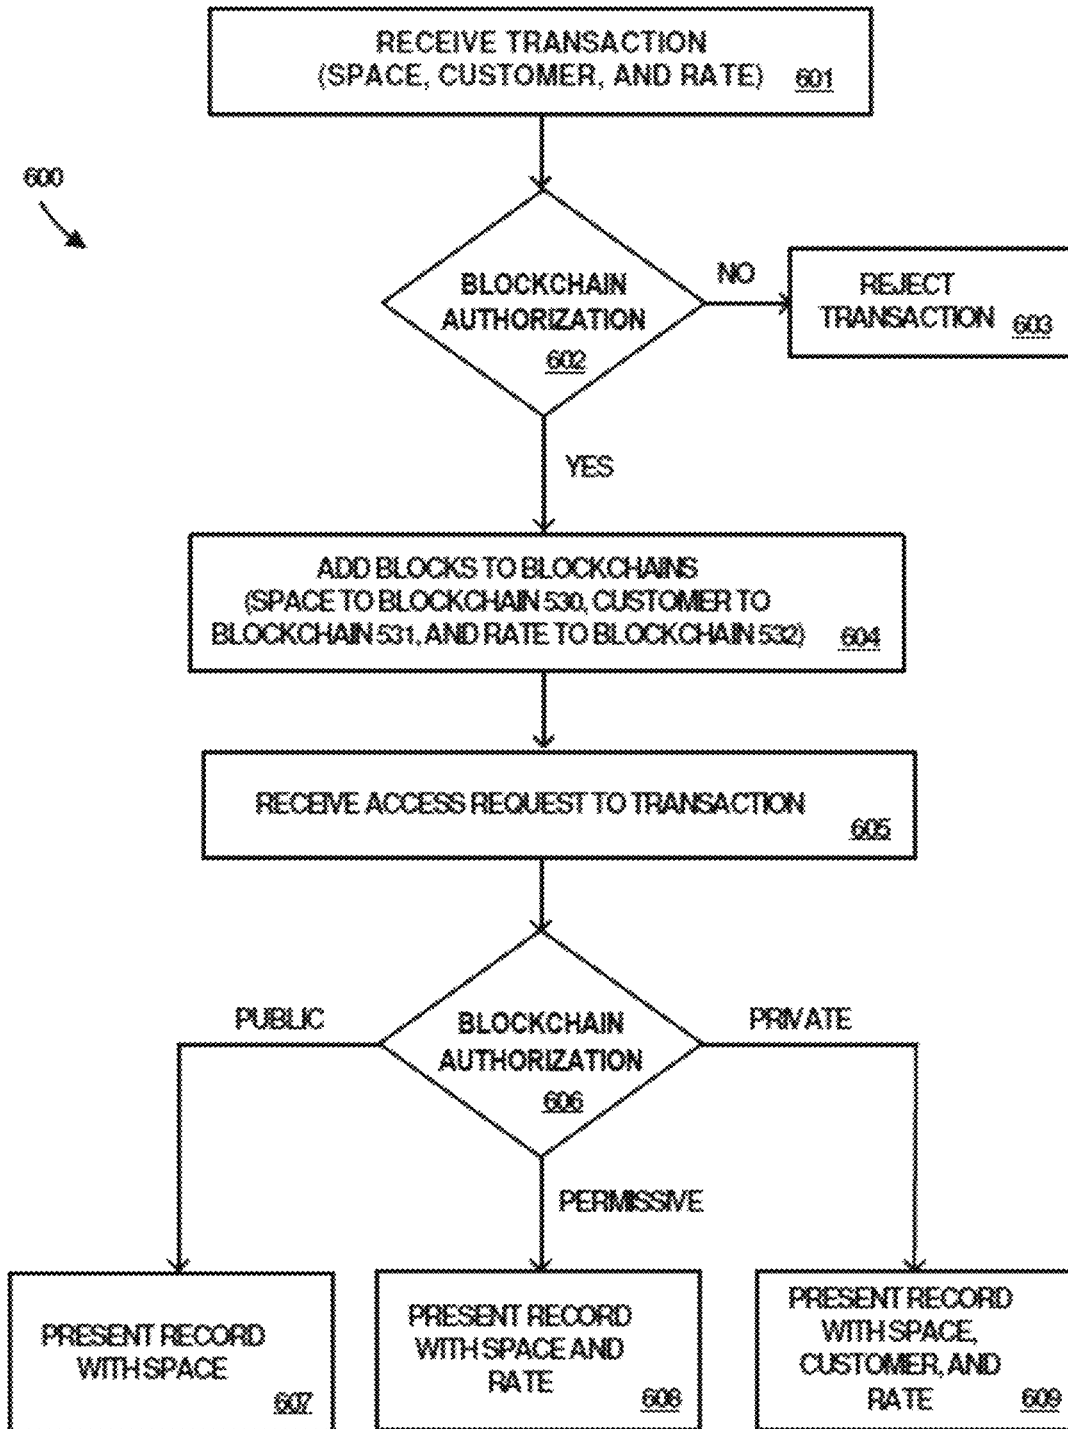 RECEIVE TRANSACTION
(SPACE, CUSTOMER, AND RATE) 601
600
BLOCKCHAIN
AUTHORIZATION
602
NO
REJECT
TRANSACTION 603
YES
ADD BLOCKS TO BLOCKCHAINS
(SPACE TO BLOCKCHAIN 530, CUSTOMER TO
BLOCKCHAIN 531, AND RATE TO BLOCKCHAIN 532) 604
RECEIVE ACCESS REQUEST TO TRANSACTION
605
PUBLIC
BLOCKCHAIN
AUTHORIZATION
606
PRIVATE
PERMISSIVE
PRESENT RECORD
WITH SPACE
607
PRESENT RECORD
WITH SPACE AND
RATE
608
PRESENT RECORD
WITH SPACE,
CUSTOMER, AND
RATE 609